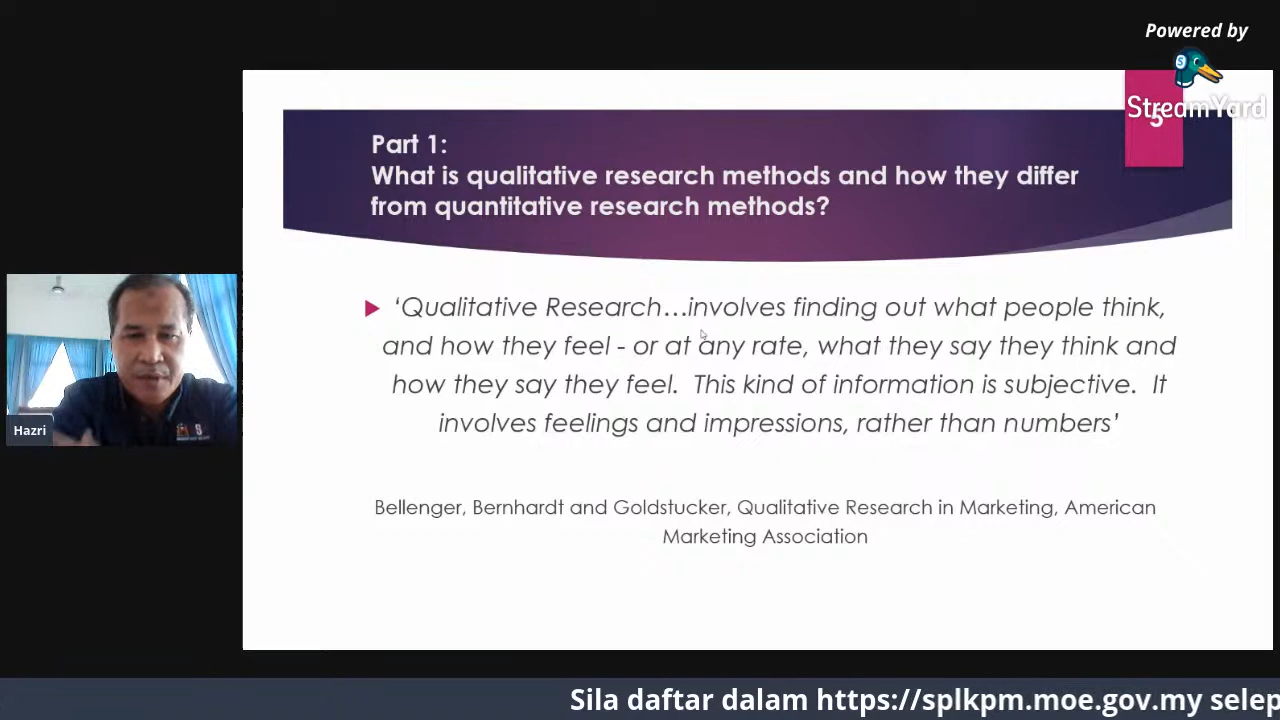 Powered by
StreamYard
5
Part 1:
What is qualitative research methods and how they differ
from quantitative research methods?
‘Qualitative Research…involves finding out what people think,
and how they feel - or at any rate, what they say they think and
how they say they feel.  This kind of information is subjective.  It
involves feelings and impressions, rather than numbers’
Bellenger, Bernhardt and Goldstucker, Qualitative Research in Marketing, American
Marketing Association
Hazri
Sila daftar dalam https://splkpm.moe.gov.my selep